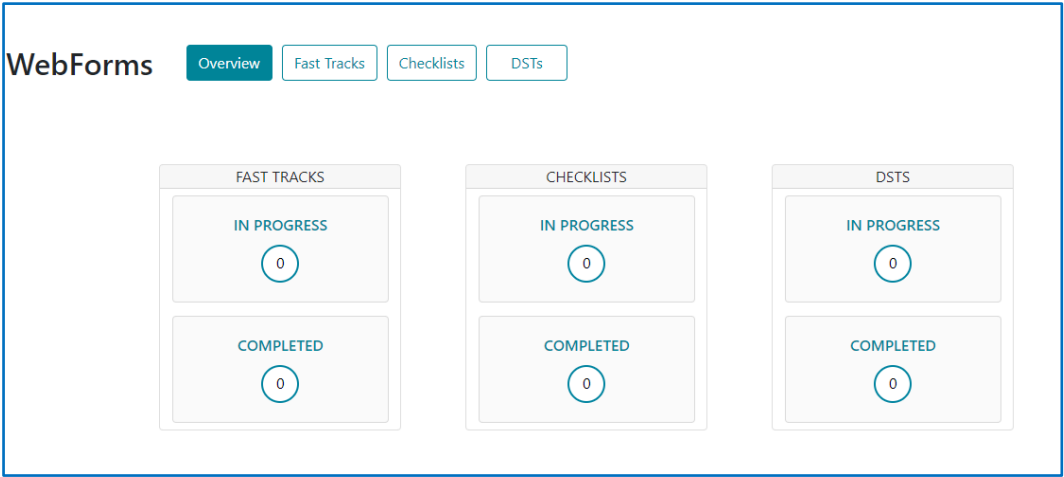 WebForms Overview Fast Tracks Checklists DSTs
FAST TRACKS CHECKLISTS DSTS
IN PROGRESS IN PROGRESS IN PROGRESS
0 0 0
COMPLETED COMPLETED COMPLETED
0 0 0